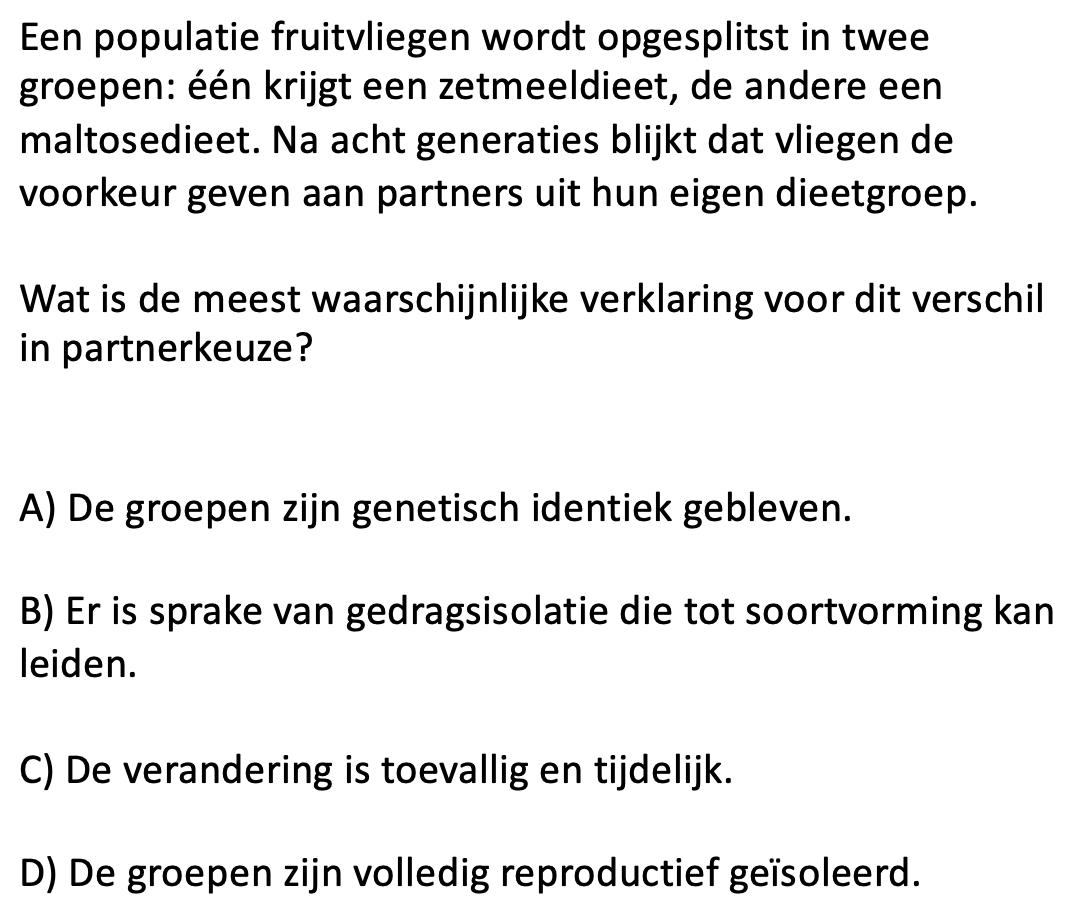 Een populatie fruitvliegen wordt opgesplitst in twee
groepen: één krijgt een zetmeeldieet, de andere een
maltosedieet. Na acht generaties blijkt dat vliegen de
voorkeur geven aan partners uit hun eigen dieetgroep.
Wat is de meest waarschijnlijke verklaring voor dit verschil
in partnerkeuze?
A) De groepen zijn genetisch identiek gebleven.
B) Er is sprake van gedragsisolatie die tot soortvorming kan
leiden.
C) De verandering is toevallig en tijdelijk.
D) De groepen zijn volledig reproductief geïsoleerd.